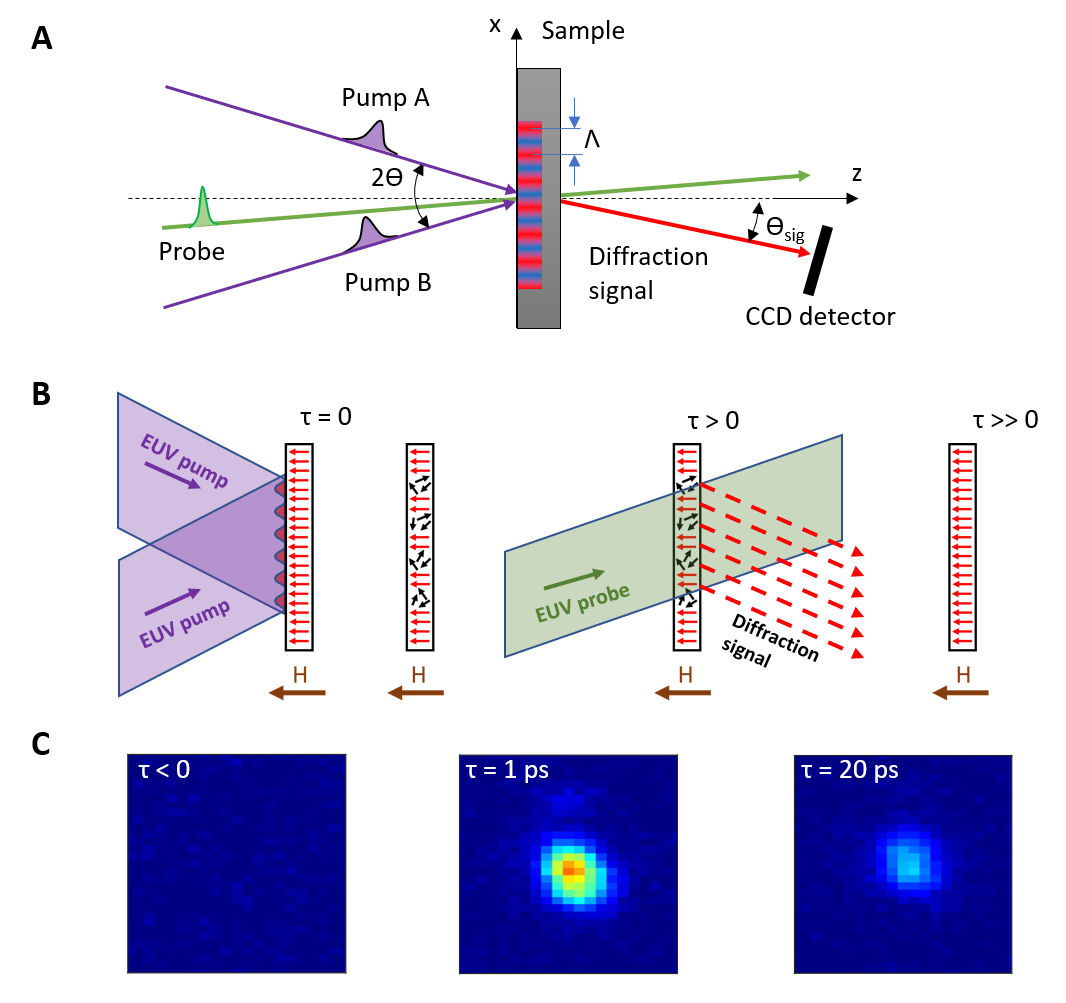 A
x
Sample
Pump A
Λ
2Θ
z
Probe
Θsig
Pump B
Diffraction
signal
CCD detector
B
τ = 0
τ > 0
τ >> 0
EUV pump
EUV pump
EUV probe
Diffraction
signal
H
H
H
H
C
τ < 0
τ = 1 ps
τ = 20 ps